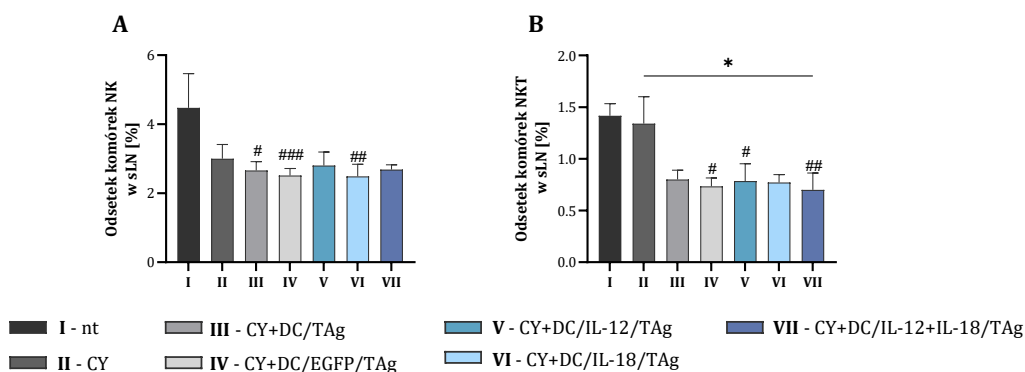 A
Odsetek komórek NK
w sLN [%]
6
4
2
0
# ### ##
I II III IV V VI VII
B
Odsetek komórek NKT
w sLN [%]
2.0
1.5
1.0
0.5
0.0
*
# # ##
I II III IV V VI VII
I - nt
II - CY
III - CY+DC/TAg
IV - CY+DC/EGFP/TAg
V - CY+DC/IL-12/TAg
VI - CY+DC/IL-18/TAg
VII - CY+DC/IL-12+IL-18/TAg